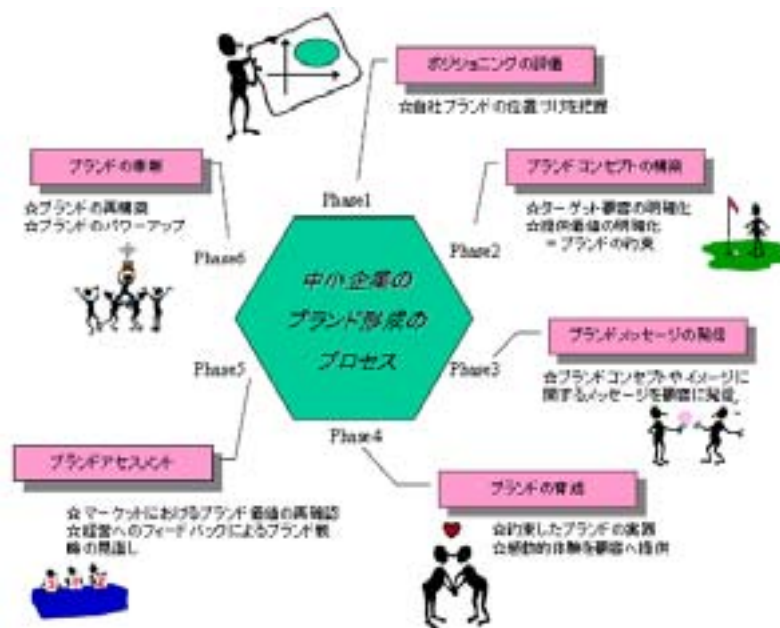 中小企業の
ブランド形成の
プロセス
Phase1
ポジショニングの評価
☆自社ブランドの位置づけを把握
Phase2
ブランドコンセプトの構築
☆ターゲット顧客の明確化
☆提供価値の明確化
=ブランドの約束
Phase3
ブランドメッセージの発信
☆ブランドコンセプトやイメージに
関するメッセージを顧客に発信。
Phase4
ブランドの育成
☆約束したブランドの実践
☆感動的体験を顧客へ提供
Phase5
ブランドアセスメント
☆マーケットにおけるブランド価値の再確認
☆経営へのフィードバックによるブランド戦
略の見直し
Phase6
ブランドの
☆ブランドの再構築
☆ブランドのパワーアップ